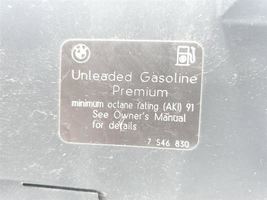 Unleaded Gasoline
Premium
minimum octane rating (AKI) 91
See Owner's Manual
for details
7 546 830